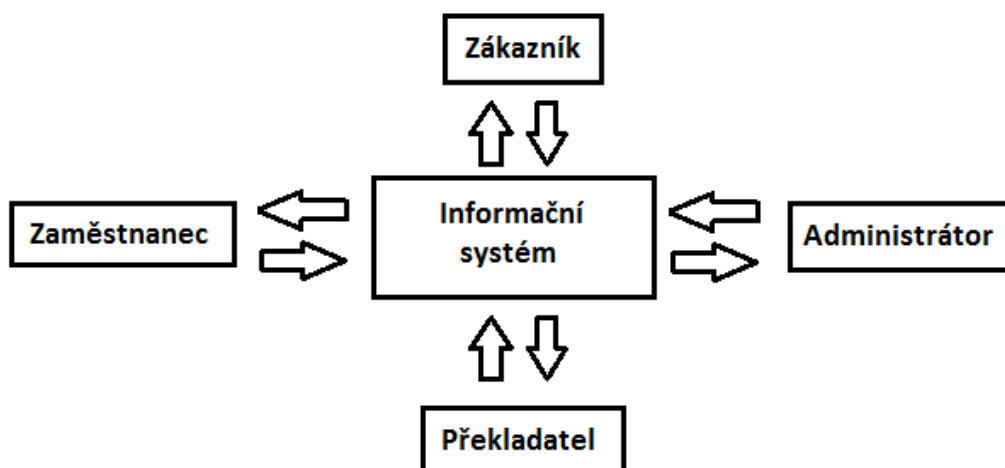 Zákazník
Informační
systém
Zaměstnanec
Administrátor
Překladatel